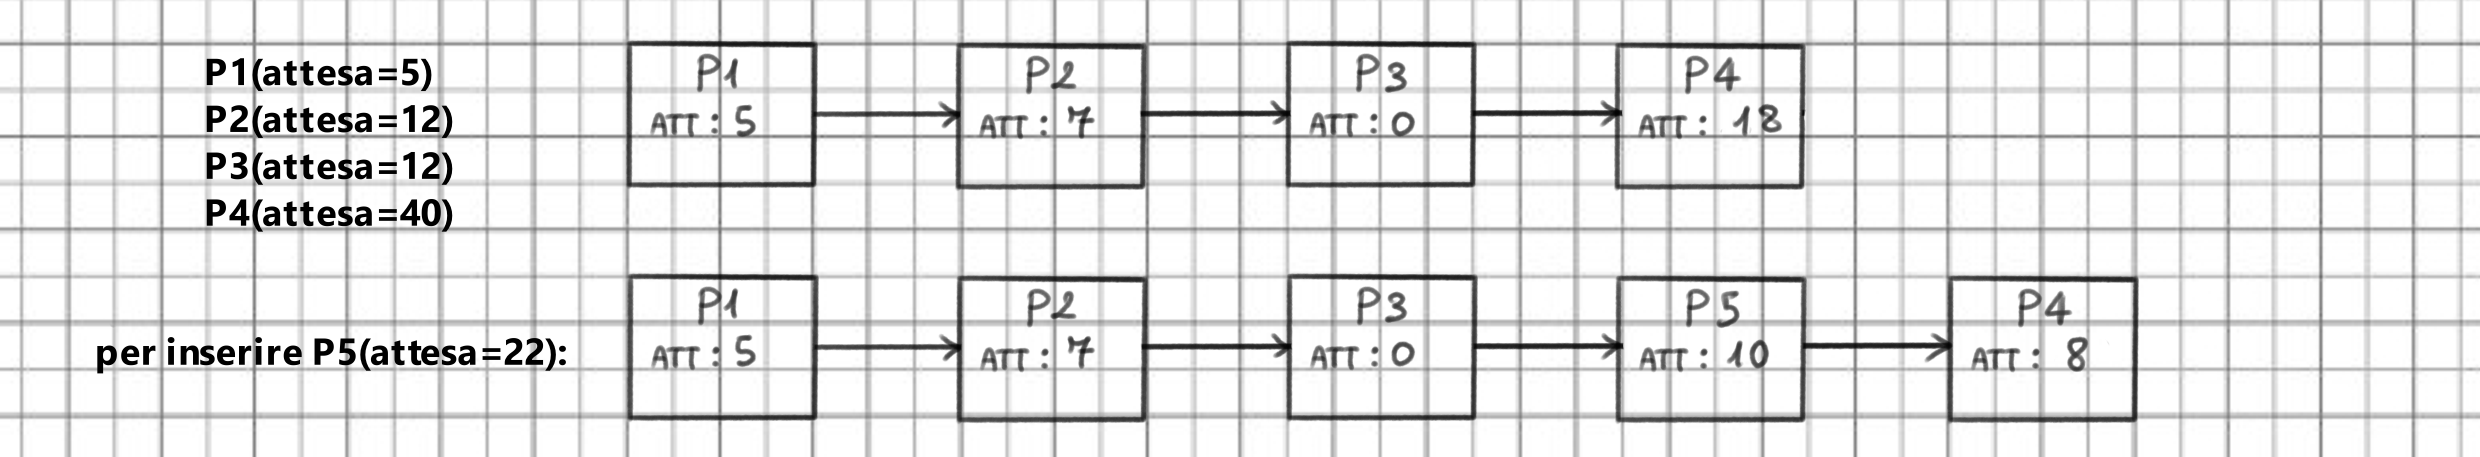 P1(attesa=5)
P2(attesa=12)
P3(attesa=12)
P4(attesa=40)
P1
ATT: 5
P2
ATT: 7
P3
ATT: 0
P4
ATT: 18
per inserire P5(attesa=22):
P1
ATT: 5
P2
ATT: 7
P3
ATT: 0
P5
ATT: 10
P4
ATT: 8